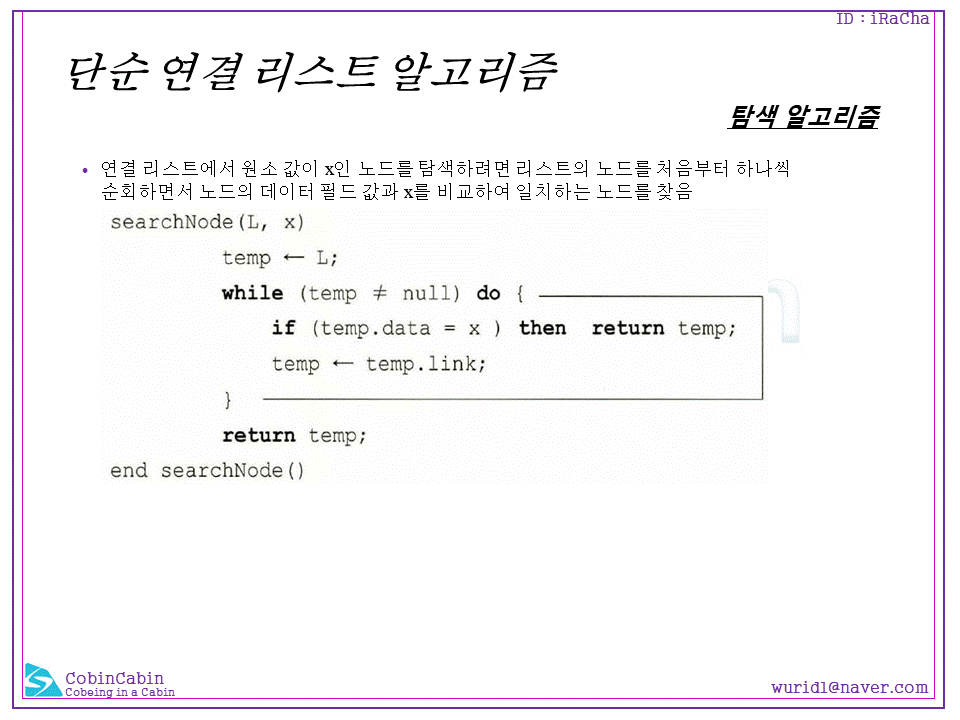 ID : iRaCha
단순 연결 리스트 알고리즘
탐색 알고리즘
• 연결 리스트에서 원소 값이 x인 노드를 탐색하려면 리스트의 노드를 처음부터 하나씩
순회하면서 노드의 데이터 필드 값과 x를 비교하여 일치하는 노드를 찾음
searchNode(L, x)
temp ← L;
while (temp ≠ null) do {
if (temp.data = x ) then return temp;
temp ← temp.link;
}
return temp;
end searchNode()
CobinCabin
Cobeing in a Cabin
wurid1@naver.com